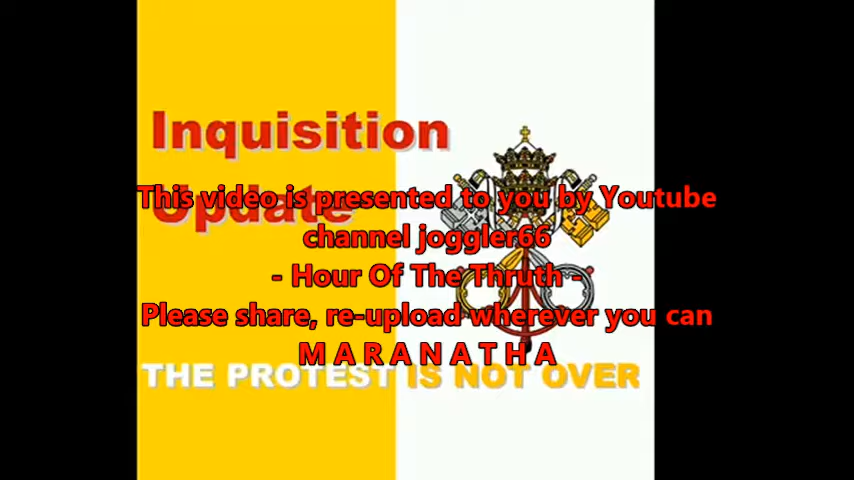 Inquisition
Update
This video is presented to you by Youtube
channel joggler66
- Hour Of The Thruth -
Please share, re-upload wherever you can
M A R A N A T H A
THE PROTEST IS NOT OVER